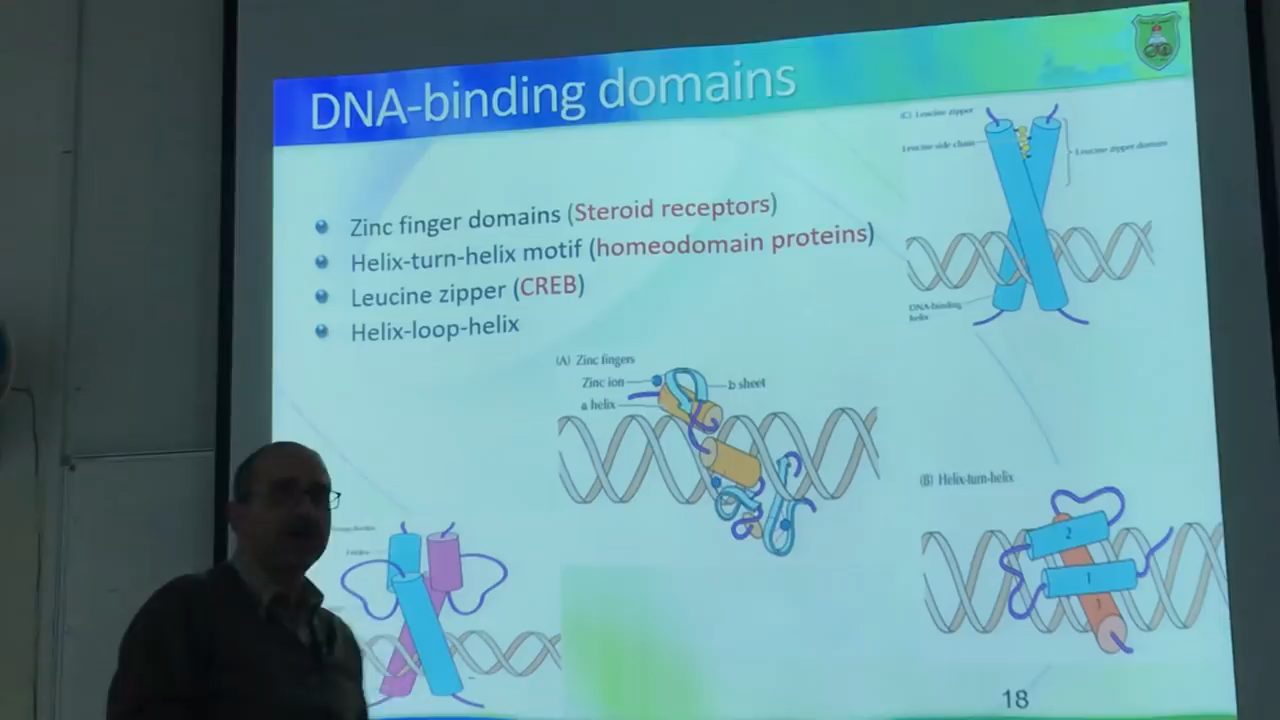 DNA-binding domains
Zinc finger domains (Steroid receptors)
Helix-turn-helix motif (homeodomain proteins)
Leucine zipper (CREB)
Helix-loop-helix
(C) Leucine zipper
Leucine side chain
Leucine zipper domain
DNA-binding
helix
(A) Zinc fingers
Zinc ion
b sheet
a helix
(B) Helix-turn-helix
2
1
3
18